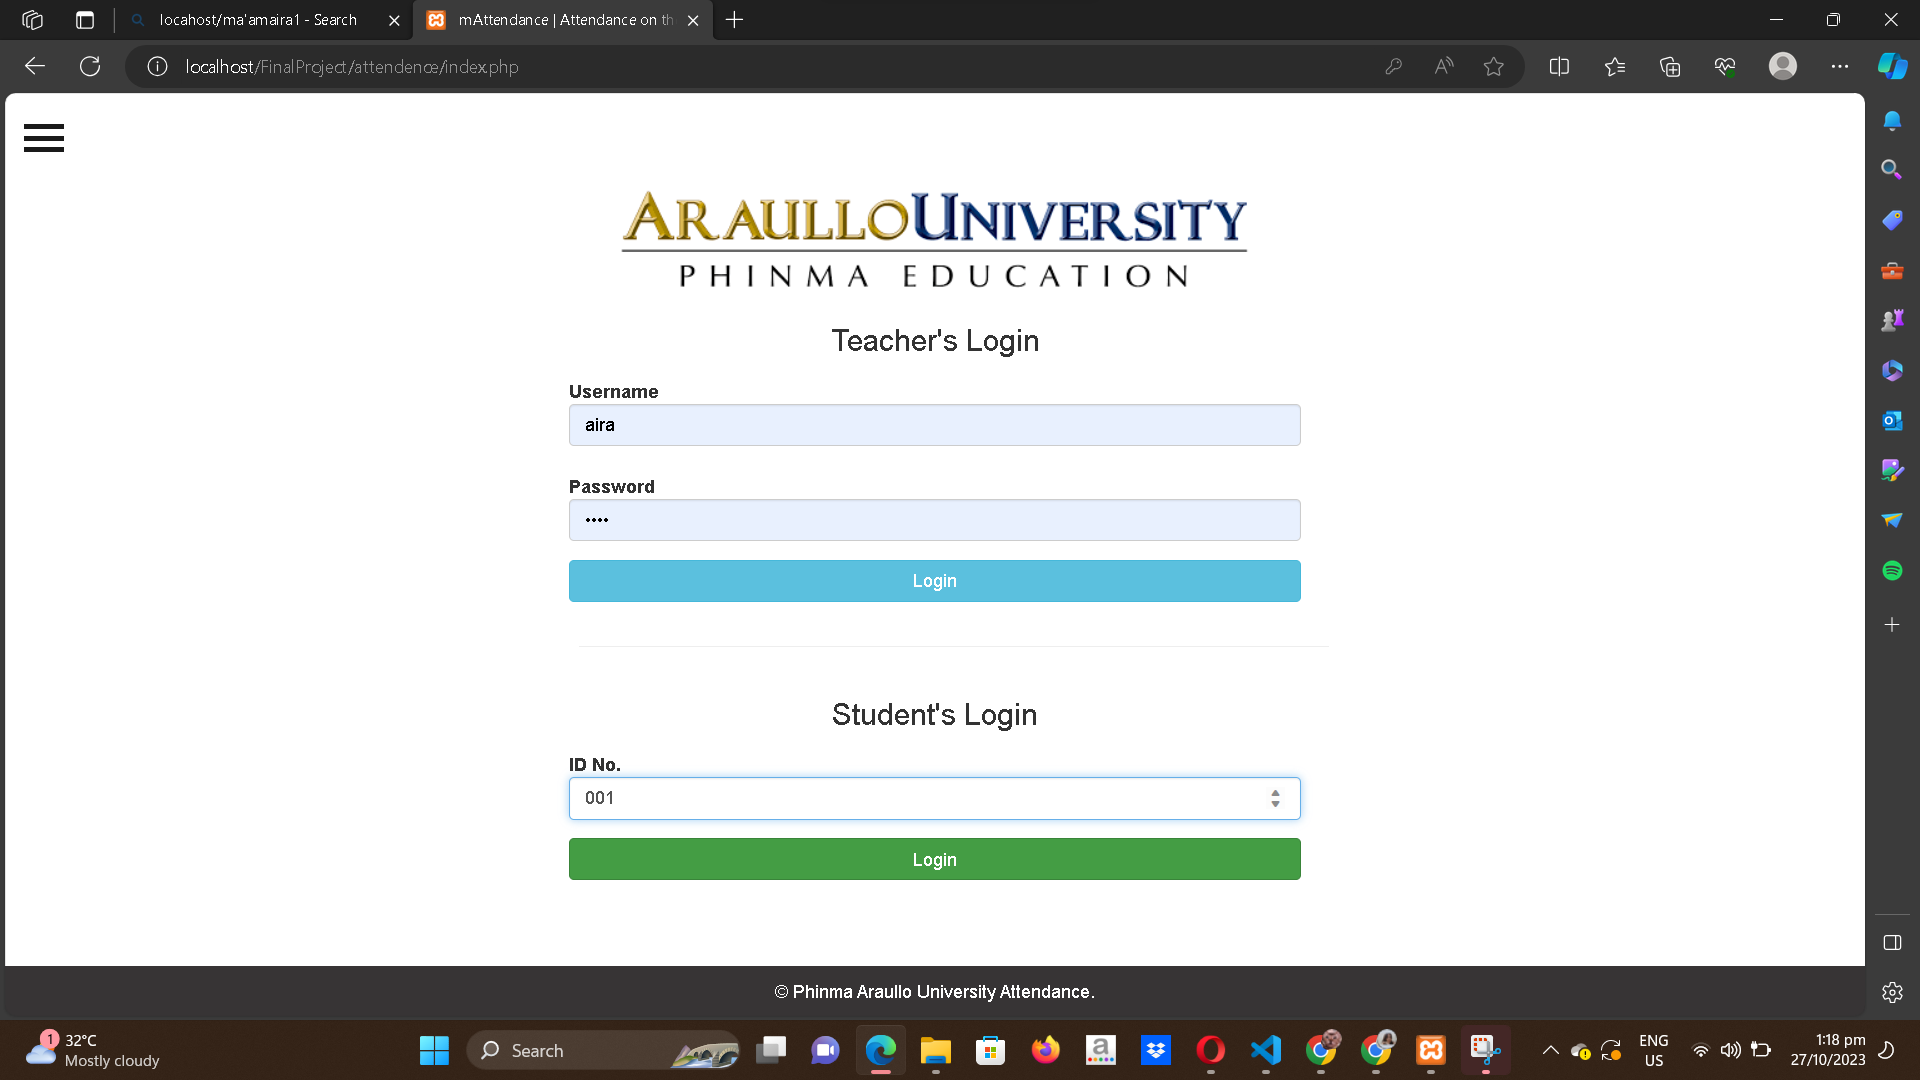 locahost/ma'amaira1 - Search
mAttendance | Attendance on th
localhost/FinalProject/attendence/index.php
ARAULLO UNIVERSITY
PHINMA EDUCATION
Teacher's Login
Username
aira
Password
••••
Login
Student's Login
ID No.
001
Login
© Phinma Araullo University Attendance.
1
32°C
Mostly cloudy
Search
ENG
US
1:18 pm
27/10/2023